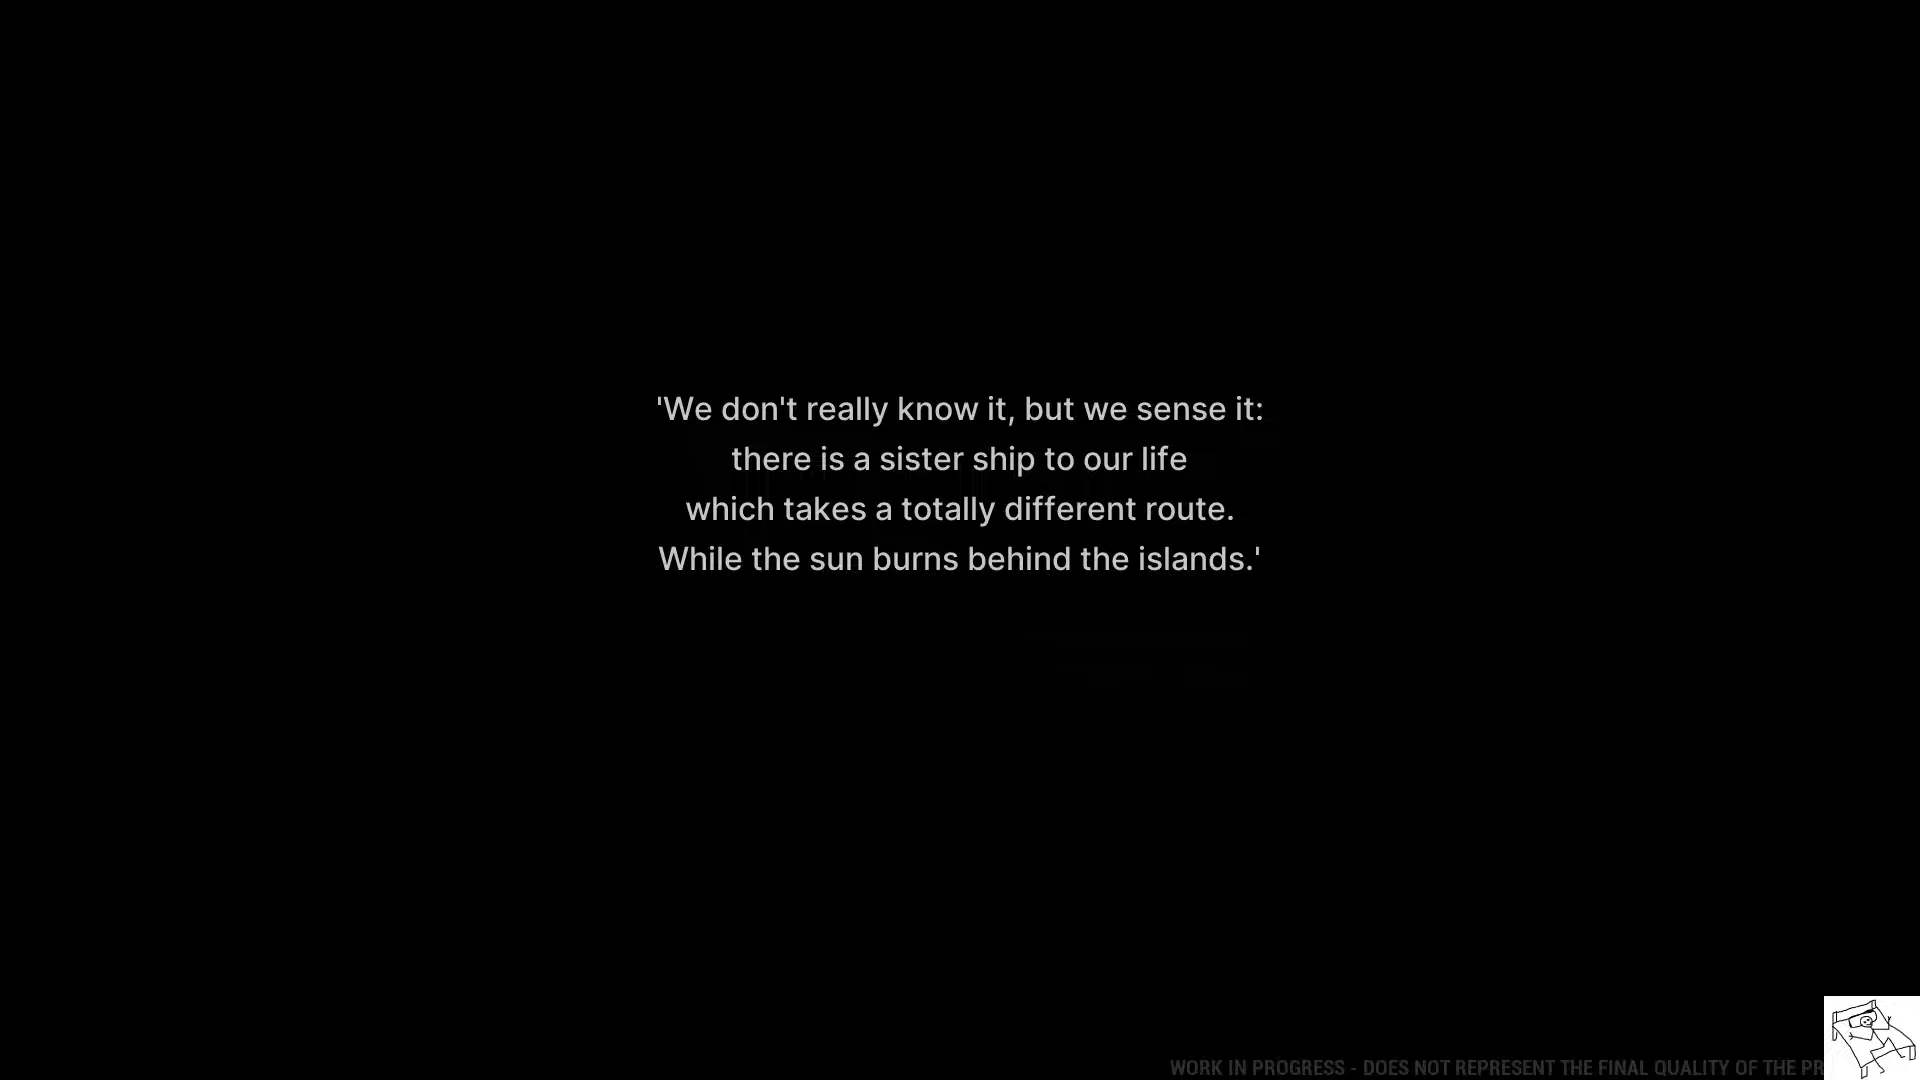 'We don't really know it, but we sense it:
there is a sister ship to our life
which takes a totally different route.
While the sun burns behind the islands.'
WORK IN PROGRESS - DOES NOT REPRESENT THE FINAL QUALITY OF THE PR